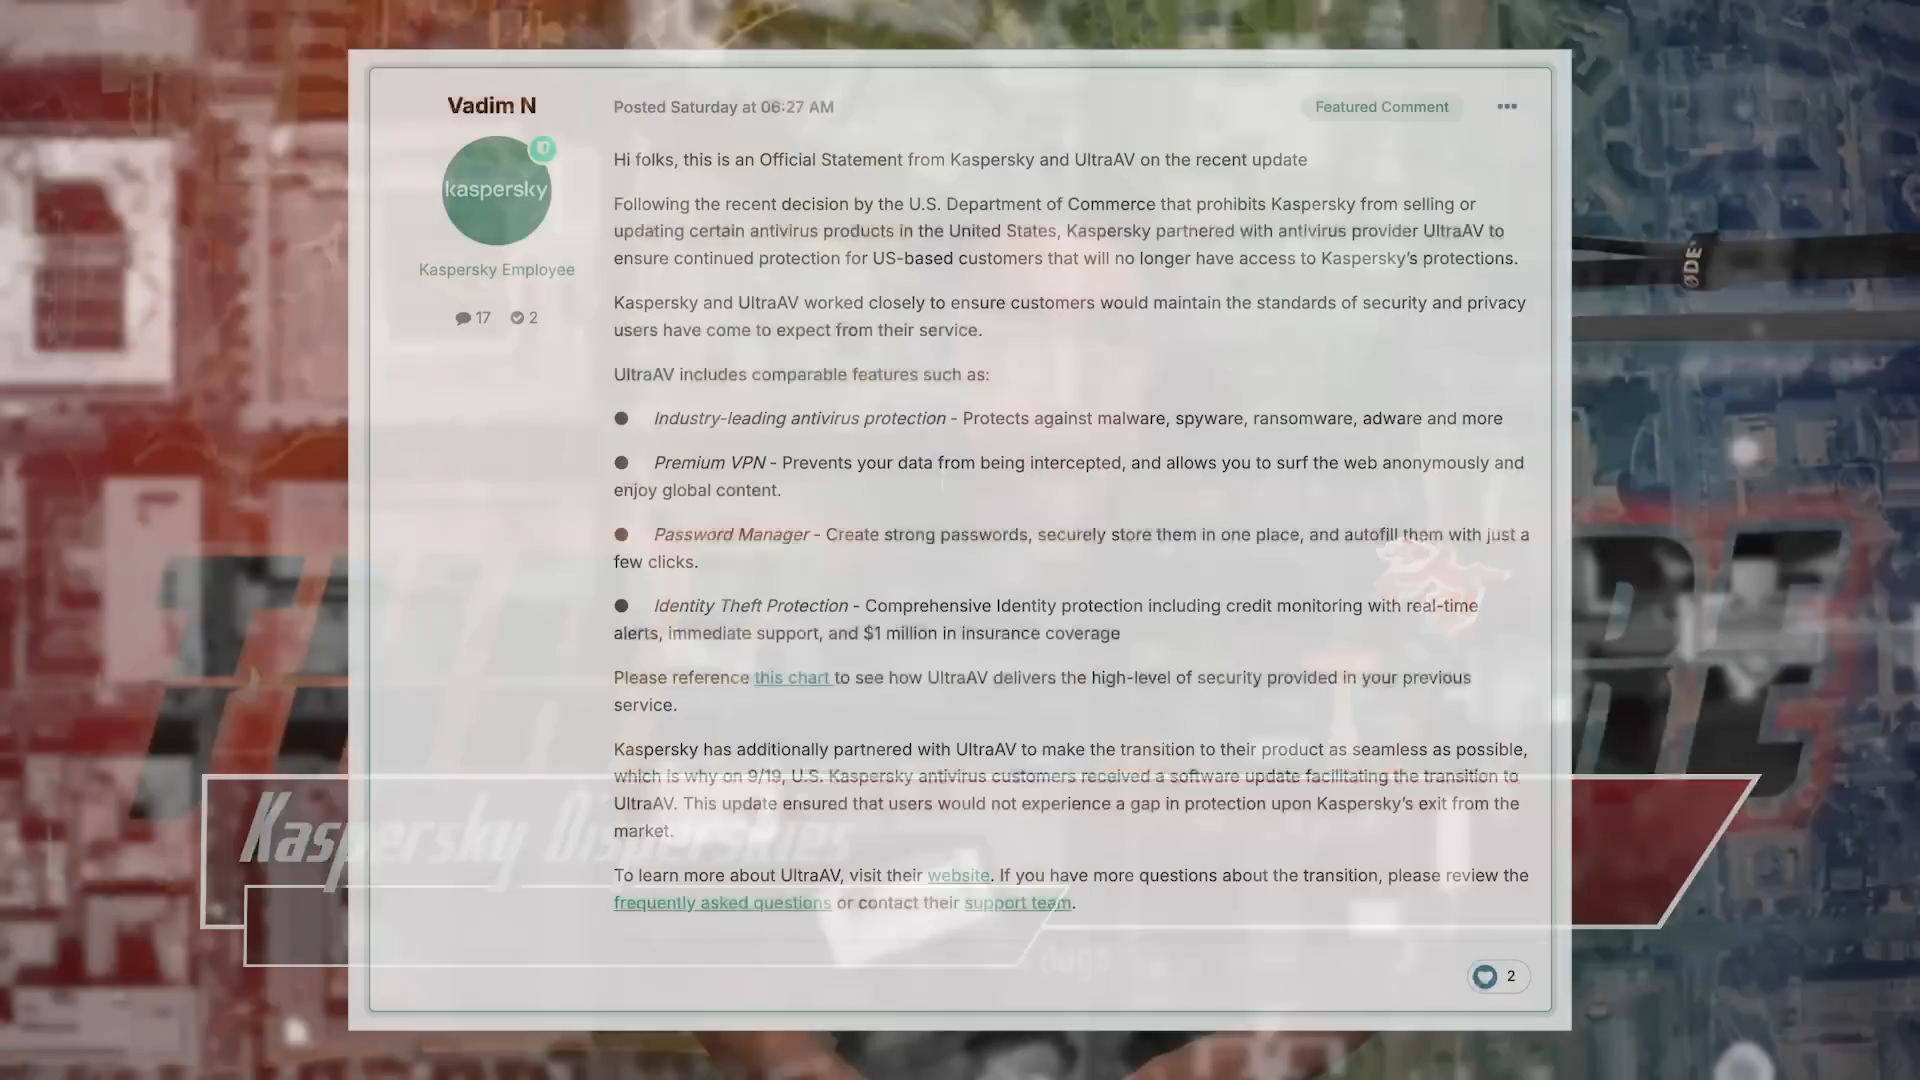 Vadim N
kaspersky
Kaspersky Employee
17 2
Posted Saturday at 06:27 AM
Featured Comment
Hi folks, this is an Official Statement from Kaspersky and UltraAV on the recent update
Following the recent decision by the U.S. Department of Commerce that prohibits Kaspersky from selling or
updating certain antivirus products in the United States, Kaspersky partnered with antivirus provider UltraAV to
ensure continued protection for US-based customers that will no longer have access to Kaspersky’s protections.
Kaspersky and UltraAV worked closely to ensure customers would maintain the standards of security and privacy
users have come to expect from their service.
UltraAV includes comparable features such as:
● Industry-leading antivirus protection - Protects against malware, spyware, ransomware, adware and more
● Premium VPN - Prevents your data from being intercepted, and allows you to surf the web anonymously and
enjoy global content.
● Password Manager - Create strong passwords, securely store them in one place, and autofill them with just a
few clicks.
● Identity Theft Protection - Comprehensive Identity protection including credit monitoring with real-time
alerts, immediate support, and $1 million in insurance coverage
Please reference this chart to see how UltraAV delivers the high-level of security provided in your previous
service.
Kaspersky has additionally partnered with UltraAV to make the transition to their product as seamless as possible,
which is why on 9/19, U.S. Kaspersky antivirus customers received a software update facilitating the transition to
UltraAV. This update ensured that users would not experience a gap in protection upon Kaspersky’s exit from the
market.
To learn more about UltraAV, visit their website. If you have more questions about the transition, please review the
frequently asked questions or contact their support team.
2
Kaspersky Disperskies